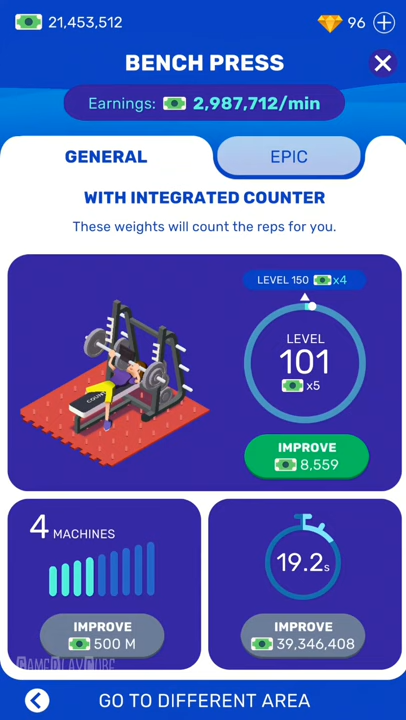 21,453,512
96
BENCH PRESS
Earnings: 2,987,712/min
GENERAL
EPIC
WITH INTEGRATED COUNTER
These weights will count the reps for you.
LEVEL 150 x4
LEVEL
101
x5
IMPROVE
8,559
4 MACHINES
19.2s
IMPROVE
500 M
IMPROVE
39,346,408
GAMEPLAYCUBE
GO TO DIFFERENT AREA